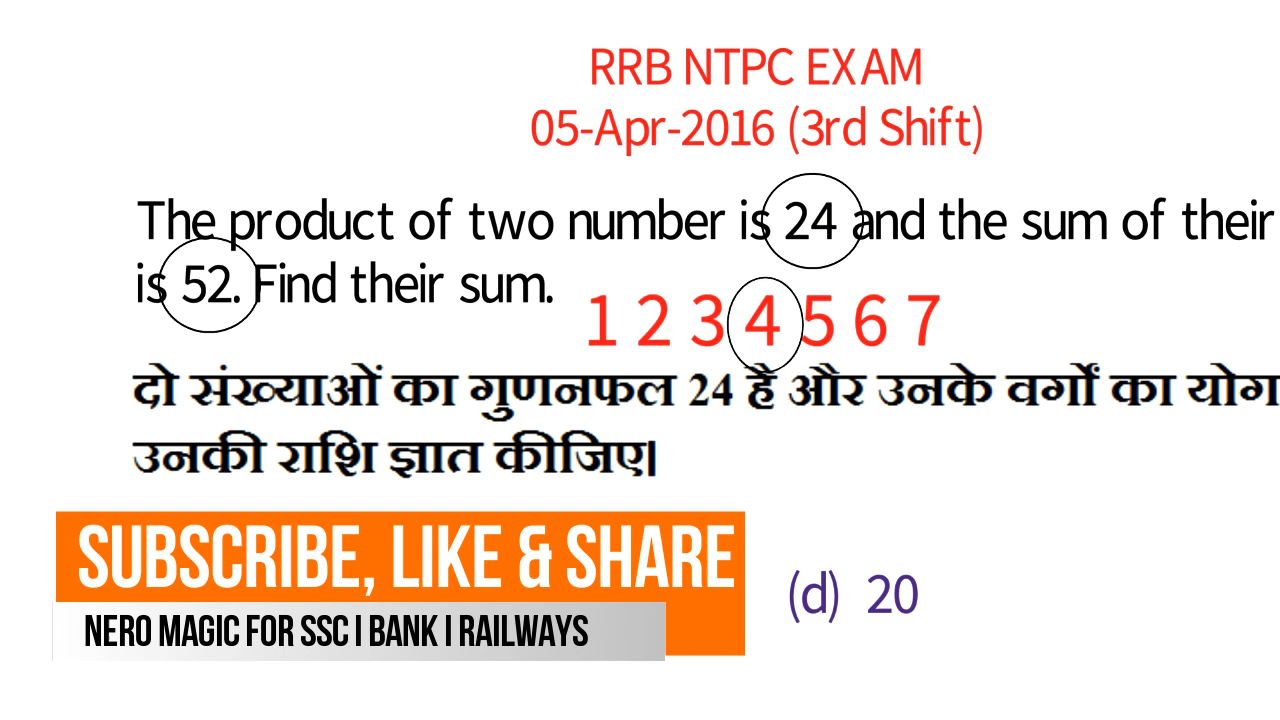 RRB NTPC EXAM
05-Apr-2016 (3rd Shift)
The product of two number is 24 and the sum of their
is 52. Find their sum.
1 2 3 4 5 6 7
दो संख्याओं का गुणनफल 24 है और उनके वर्गों का योग
उनकी राशि ज्ञात कीजिए।
SUBSCRIBE, LIKE & SHARE
(d) 20
NERO MAGIC FOR SSC I BANK I RAILWAYS